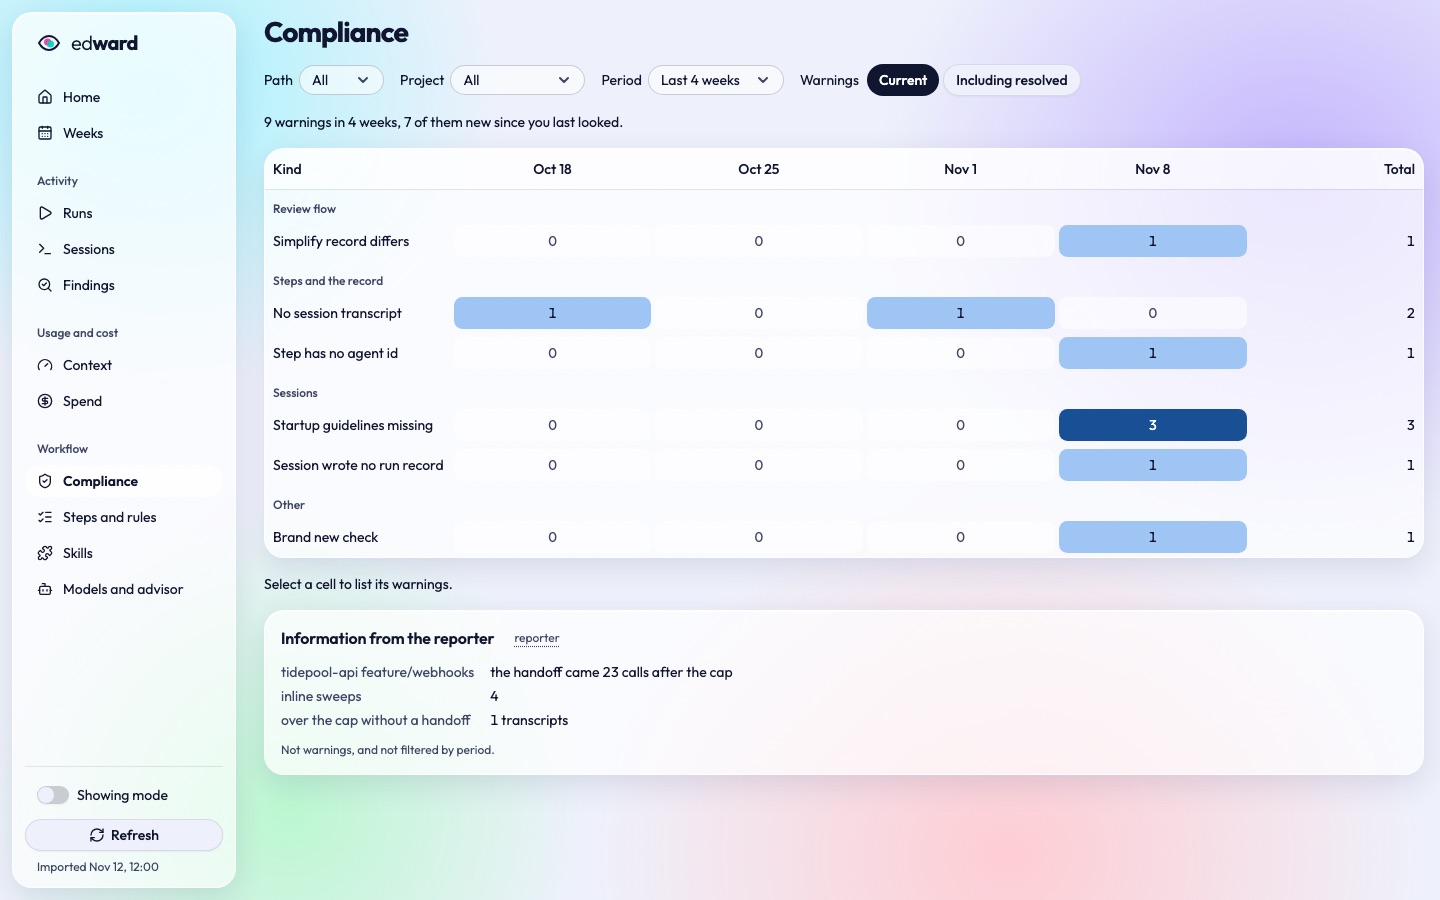 edward
Home
Weeks
Activity
Runs
Sessions
Findings
Usage and cost
Context
Spend
Workflow
Compliance
Steps and rules
Skills
Models and advisor
Showing mode
Refresh
Imported Nov 12, 12:00
Compliance
Path All Project All Period Last 4 weeks Warnings Current Including resolved
9 warnings in 4 weeks, 7 of them new since you last looked.
Kind Oct 18 Oct 25 Nov 1 Nov 8 Total
Review flow
Simplify record differs 0 0 0 1 1
Steps and the record
No session transcript 1 0 1 0 2
Step has no agent id 0 0 0 1 1
Sessions
Startup guidelines missing 0 0 0 3 3
Session wrote no run record 0 0 0 1 1
Other
Brand new check 0 0 0 1 1
Select a cell to list its warnings.
Information from the reporter reporter
tidepool-api feature/webhooks the handoff came 23 calls after the cap
inline sweeps 4
over the cap without a handoff 1 transcripts
Not warnings, and not filtered by period.